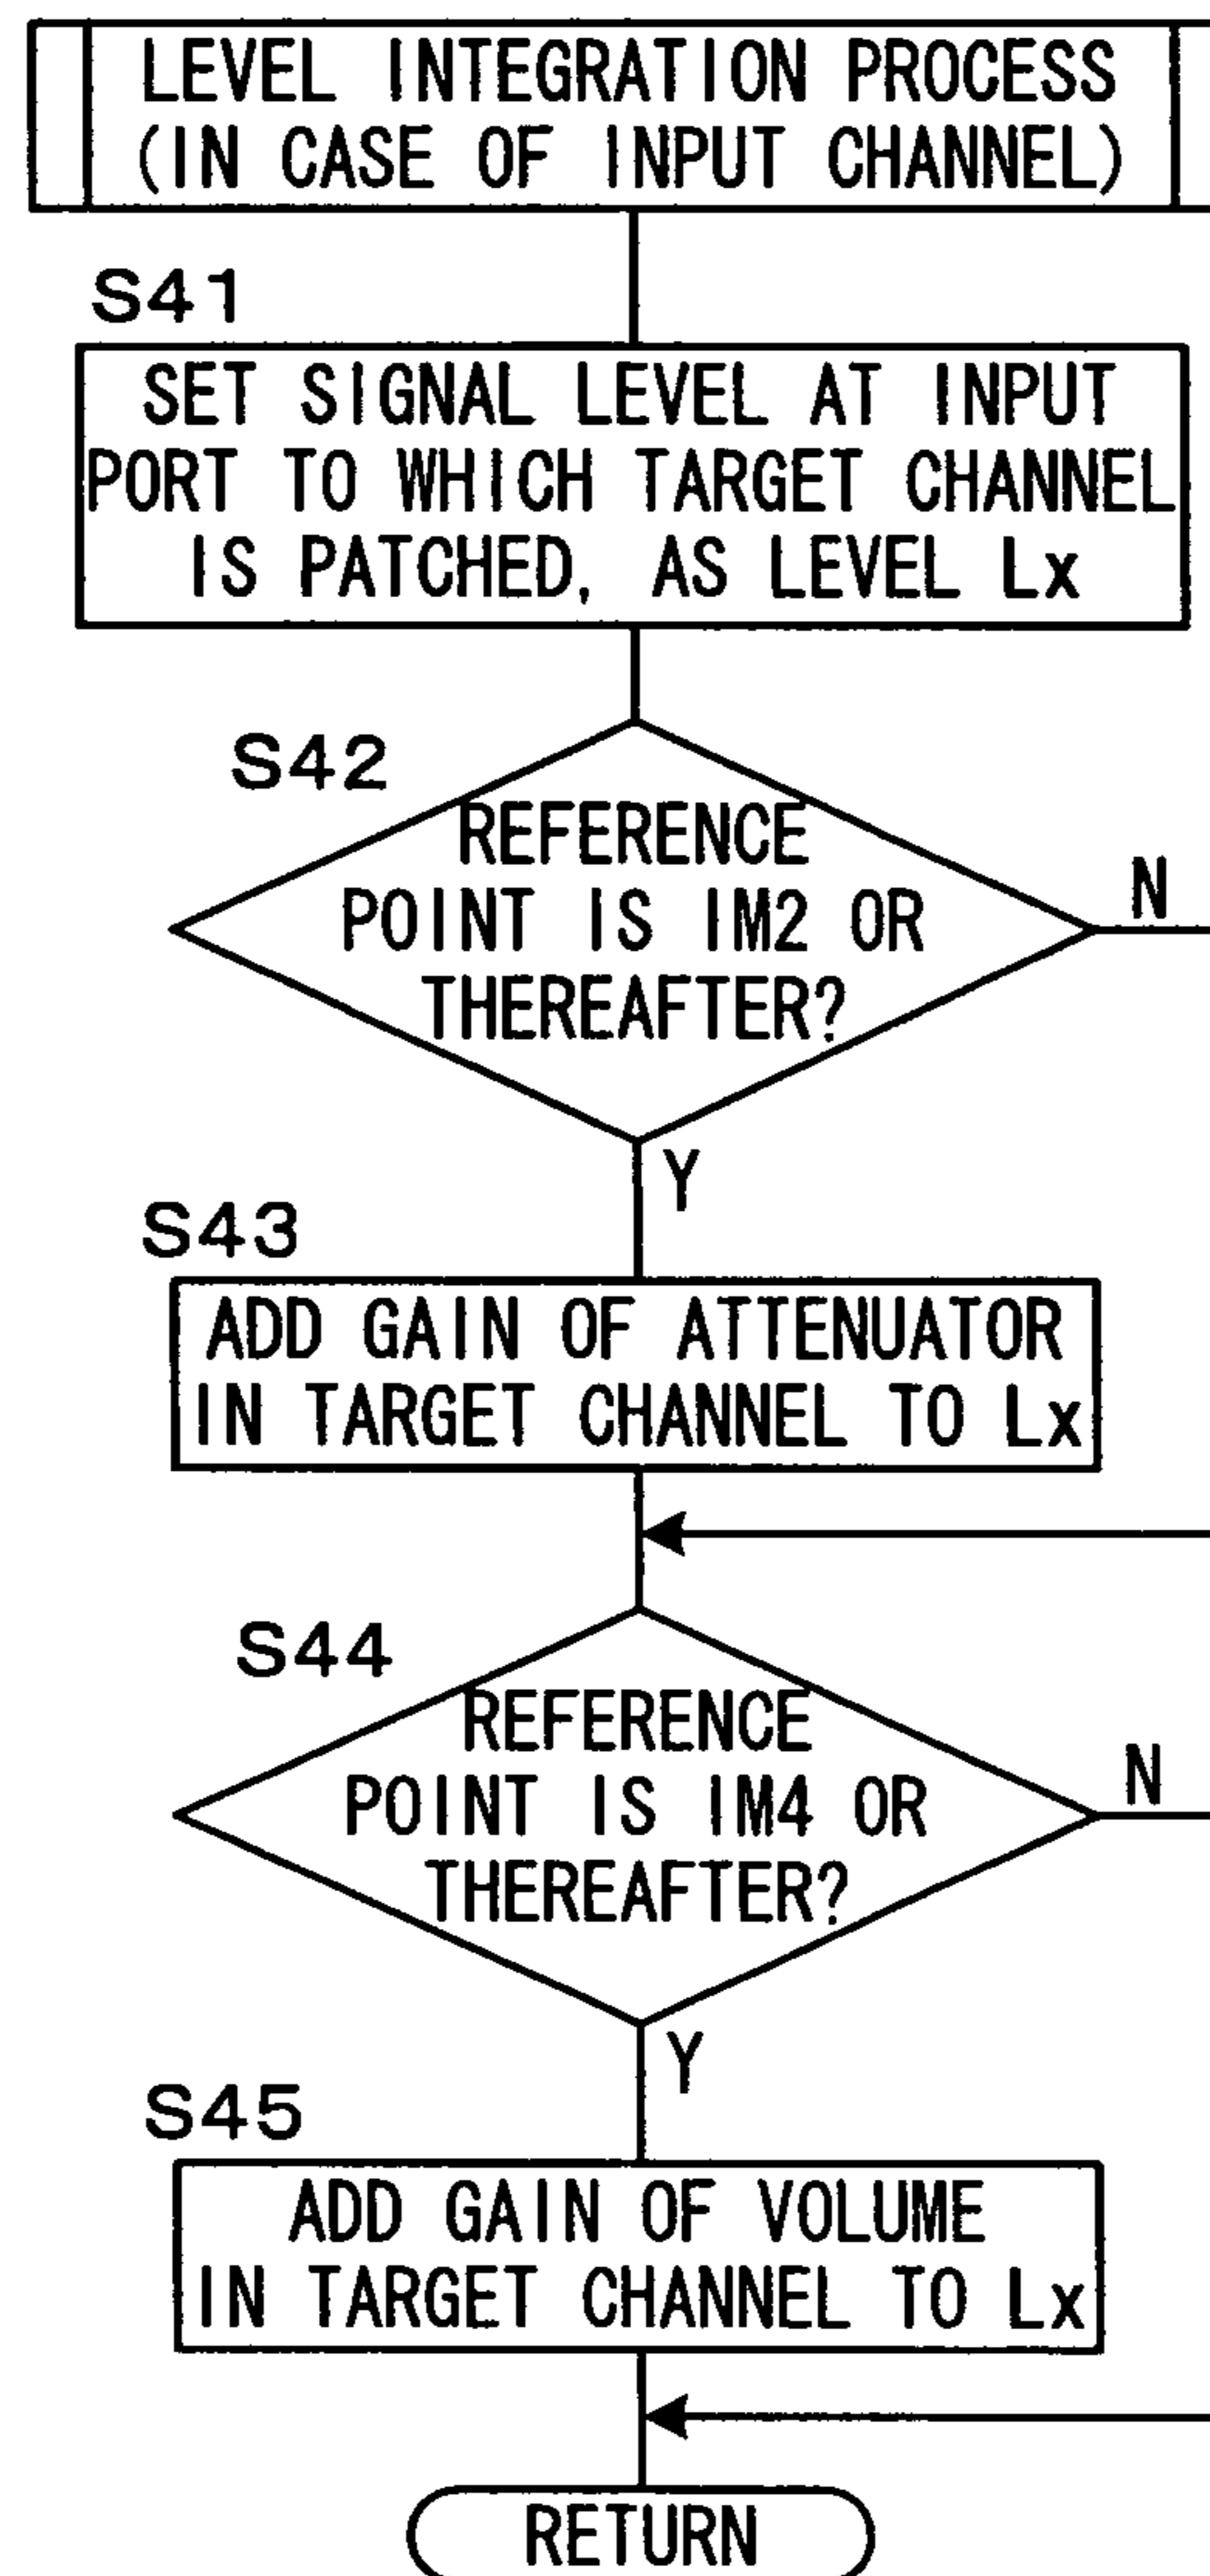 LEVEL INTEGRATION PROCESS
(IN CASE OF INPUT CHANNEL)
S41
SET SIGNAL LEVEL AT INPUT
PORT TO WHICH TARGET CHANNEL
IS PATCHED, AS LEVEL Lx
S42
REFERENCE
POINT IS IM2 OR
THEREAFTER?
N
Y
S43
ADD GAIN OF ATTENUATOR
IN TARGET CHANNEL TO Lx
S44
REFERENCE
POINT IS IM4 OR
THEREAFTER?
N
Y
S45
ADD GAIN OF VOLUME
IN TARGET CHANNEL TO Lx
RETURN